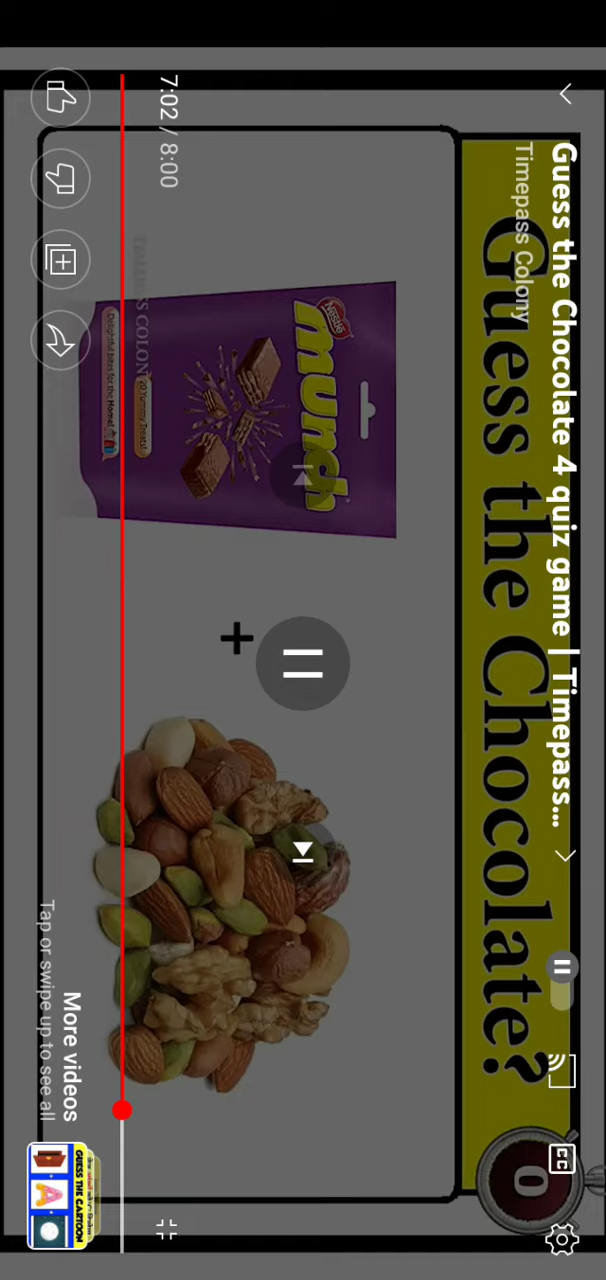 Guess the Chocolate 4 quiz game | Timepass...
Timepass Colony
Guess the Chocolate?
0
CC
Nestle
munch
20 Yummy Treats!
Delightful bites for the Home!
+
7:02 / 8:00
More videos
Tap or swipe up to see all
GUESS THE CARTOON